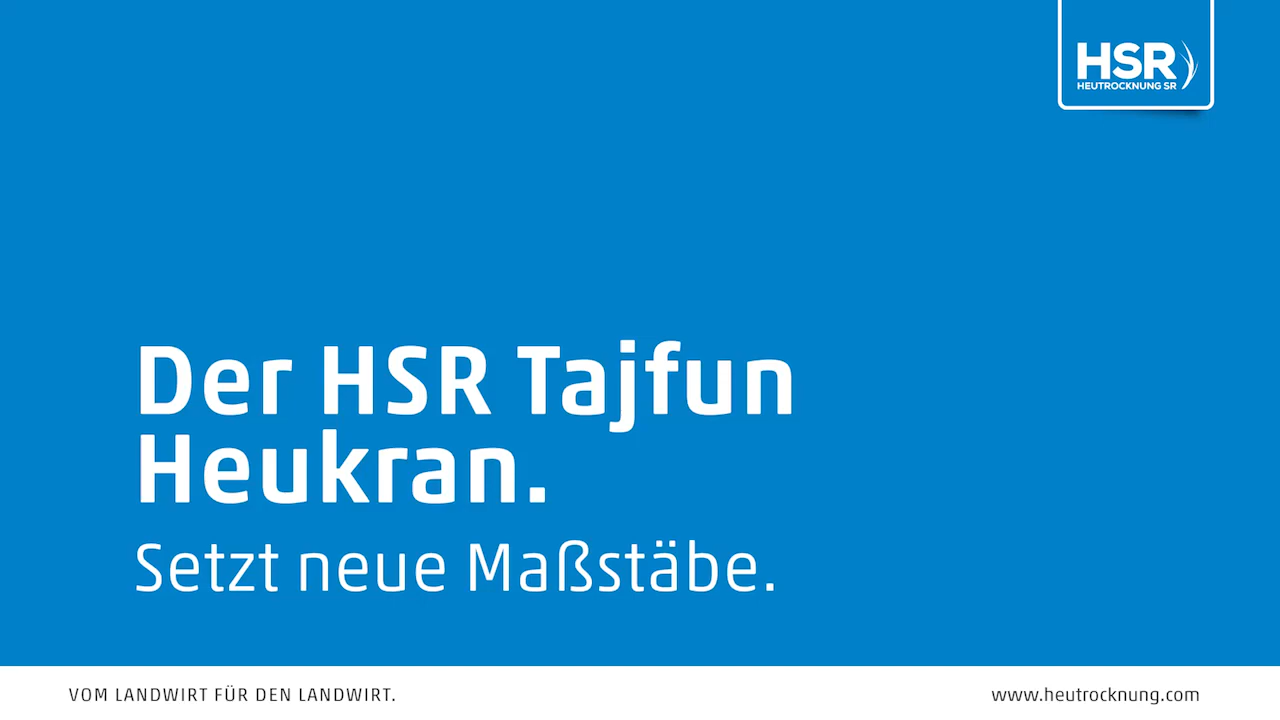 HSR
HEUTROCKNUNG SR
Der HSR Tajfun
Heukran.
Setzt neue Maßstäbe.
VOM LANDWIRT FÜR DEN LANDWIRT.
www.heutrocknung.com